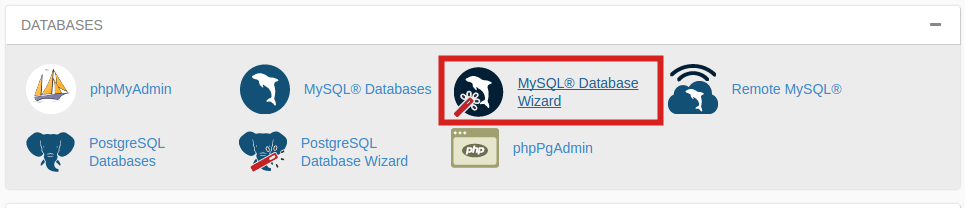 DATABASES
phpMyAdmin
MySQL® Databases
MySQL® Database
Wizard
Remote MySQL®
PostgreSQL
Databases
PostgreSQL
Database Wizard
php
phpPgAdmin